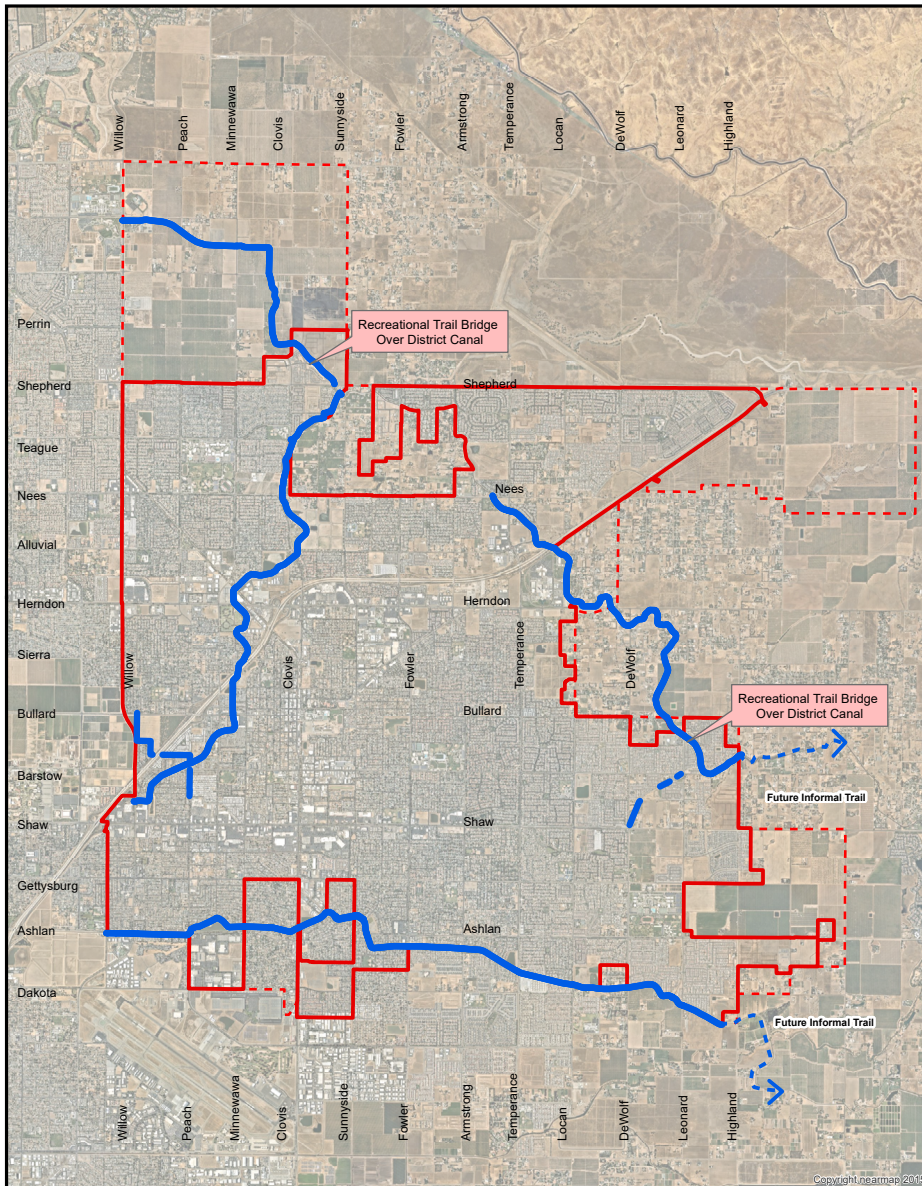 Willow
Peach
Minnewawa
Clovis
Sunnyside
Fowler
Armstrong
Temperance
Locan
DeWolf
Leonard
Highland
Perrin
Recreational Trail Bridge
Over District Canal
Shepherd
Shepherd
Teague
Nees
Nees
Alluvial
Herndon
Herndon
Sierra
Willow
Clovis
Fowler
Temperance
DeWolf
Bullard
Bullard
Recreational Trail Bridge
Over District Canal
Barstow
Future Informal Trail
Shaw
Shaw
Gettysburg
Ashlan
Ashlan
Dakota
Future Informal Trail
Willow
Peach
Minnewawa
Clovis
Sunnyside
Fowler
Armstrong
Temperance
Locan
DeWolf
Leonard
Highland
Copyright nearmap